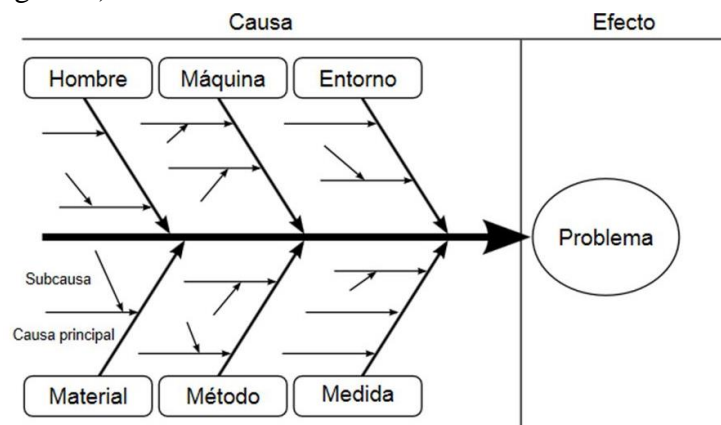 Causa
Efecto
Hombre
Máquina
Entorno
Problema
Subcausa
Causa principal
Material
Método
Medida